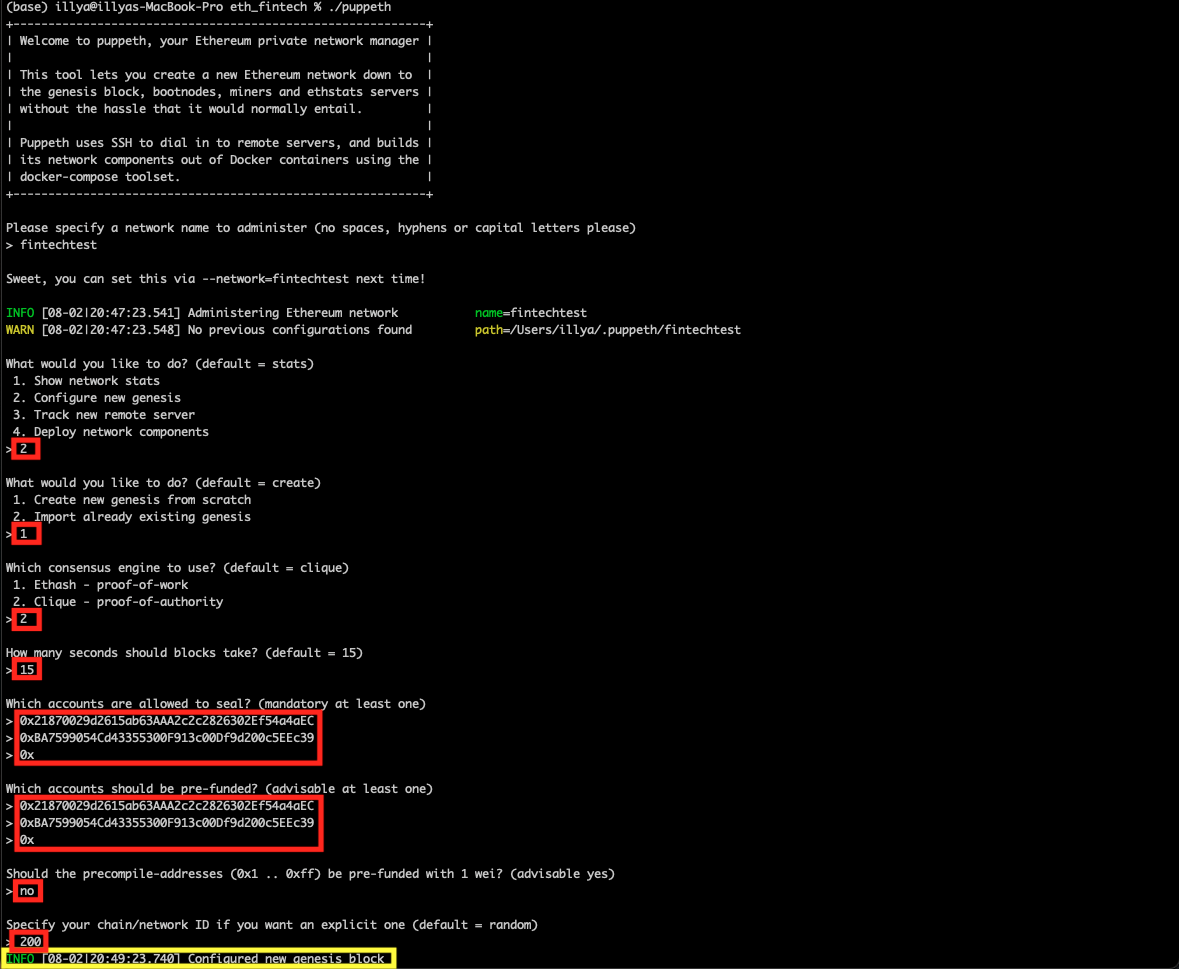 (base) illya@illyas-MacBook-Pro eth_fintech % ./puppeth
+-----------------------------------------------------------+
| Welcome to puppeth, your Ethereum private network manager |
|                                                           |
| This tool lets you create a new Ethereum network down to  |
| the genesis block, bootnodes, miners and ethstats servers |
| without the hassle that it would normally entail.         |
|                                                           |
| Puppeth uses SSH to dial in to remote servers, and builds |
| its network components out of Docker containers using the |
| docker-compose toolset.                                   |
+-----------------------------------------------------------+
Please specify a network name to administer (no spaces, hyphens or capital letters please)
> fintechtest
Sweet, you can set this via --network=fintechtest next time!
INFO [08-02|20:47:23.541] Administering Ethereum network           name=fintechtest
WARN [08-02|20:47:23.548] No previous configurations found         path=/Users/illya/.puppeth/fintechtest
What would you like to do? (default = stats)
 1. Show network stats
 2. Configure new genesis
 3. Track new remote server
 4. Deploy network components
> 2
What would you like to do? (default = create)
 1. Create new genesis from scratch
 2. Import already existing genesis
> 1
Which consensus engine to use? (default = clique)
 1. Ethash - proof-of-work
 2. Clique - proof-of-authority
> 2
How many seconds should blocks take? (default = 15)
> 15
Which accounts are allowed to seal? (mandatory at least one)
> 0x21870029d2615ab63AAA2c2c2826302Ef54a4aEC
> 0xBA7599054Cd43355300F913c00Df9d200c5EEc39
> 0x
Which accounts should be pre-funded? (advisable at least one)
> 0x21870029d2615ab63AAA2c2c2826302Ef54a4aEC
> 0xBA7599054Cd43355300F913c00Df9d200c5EEc39
> 0x
Should the precompile-addresses (0x1 .. 0xff) be pre-funded with 1 wei? (advisable yes)
> no
Specify your chain/network ID if you want an explicit one (default = random)
> 200
INFO [08-02|20:49:23.740] Configured new genesis block